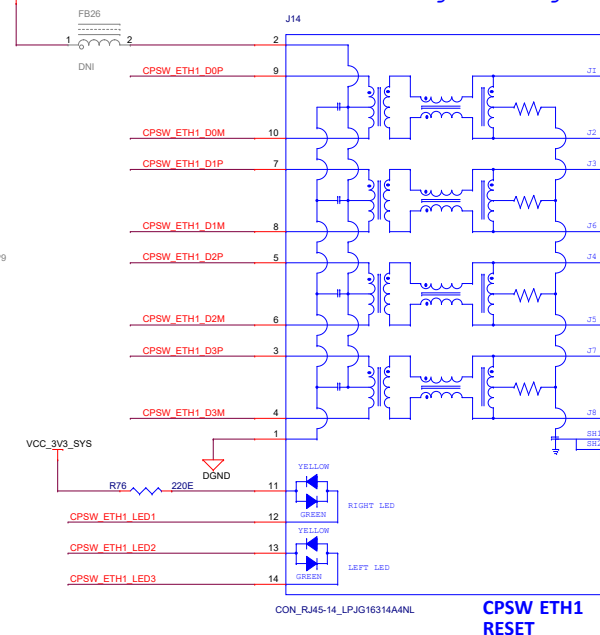 FB26
J14
1
2
2
DNI
CPSW_ETH1_D0P
9
J1
CPSW_ETH1_D0M
10
J2
CPSW_ETH1_D1P
7
J3
CPSW_ETH1_D1M
8
J6
CPSW_ETH1_D2P
5
J4
CPSW_ETH1_D2M
6
J5
CPSW_ETH1_D3P
3
J7
CPSW_ETH1_D3M
4
J8
1
SH1
SH2
VCC_3V3_SYS
DGND
YELLOW
R76
220E
11
RIGHT LED
GREEN
CPSW_ETH1_LED1
12
YELLOW
CPSW_ETH1_LED2
13
LEFT LED
GREEN
CPSW_ETH1_LED3
14
CON_RJ45-14_LPJG16314A4NL
CPSW ETH1
RESET